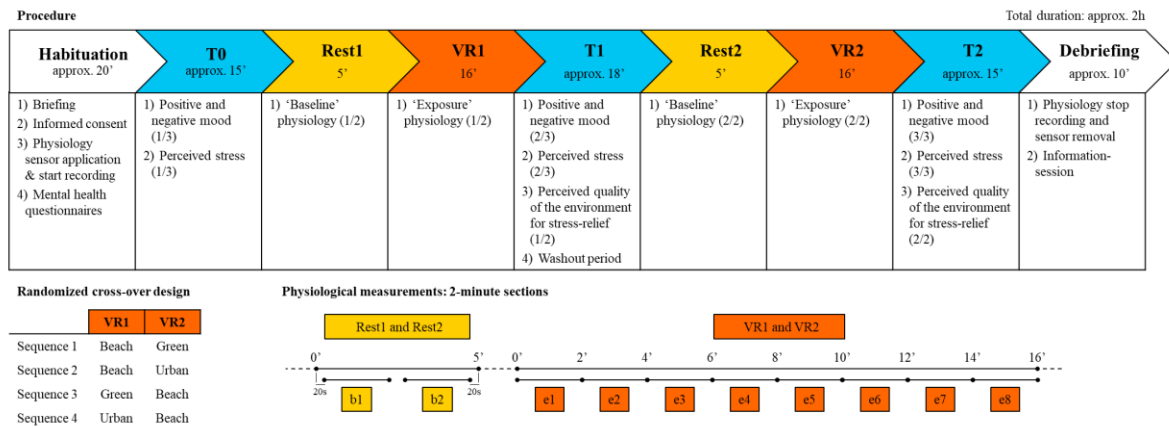 Procedure
Total duration: approx. 2h
Habituation
approx. 20’
T0
approx. 15’
Rest1
5’
VR1
16’
T1
approx. 18’
Rest2
5’
VR2
16’
T2
approx. 15’
Debriefing
approx. 10’
1) Briefing
2) Informed consent
3) Physiology
sensor application
& start recording
4) Mental health
questionnaires
1) Positive and
negative mood
(1/3)
2) Perceived stress
(1/3)
1) ‘Baseline’
physiology (1/2)
1) ‘Exposure’
physiology (1/2)
1) Positive and
negative mood
(2/3)
2) Perceived stress
(2/3)
3) Perceived quality
of the environment
for stress-relief
(1/2)
4) Washout period
1) ‘Baseline’
physiology (2/2)
1) ‘Exposure’
physiology (2/2)
1) Positive and
negative mood
(3/3)
2) Perceived stress
(3/3)
3) Perceived quality
of the environment
for stress-relief
(2/2)
1) Physiology stop
recording and
sensor removal
2) Information-
session
Randomized cross-over design
VR1 VR2
Sequence 1 Beach Green
Sequence 2 Beach Urban
Sequence 3 Green Beach
Sequence 4 Urban Beach
Physiological measurements: 2-minute sections
Rest1 and Rest2
VR1 and VR2
0’ 5’ 0’ 2’ 4’ 6’ 8’ 10’ 12’ 14’ 16’
20s 20s
b1 b2 e1 e2 e3 e4 e5 e6 e7 e8